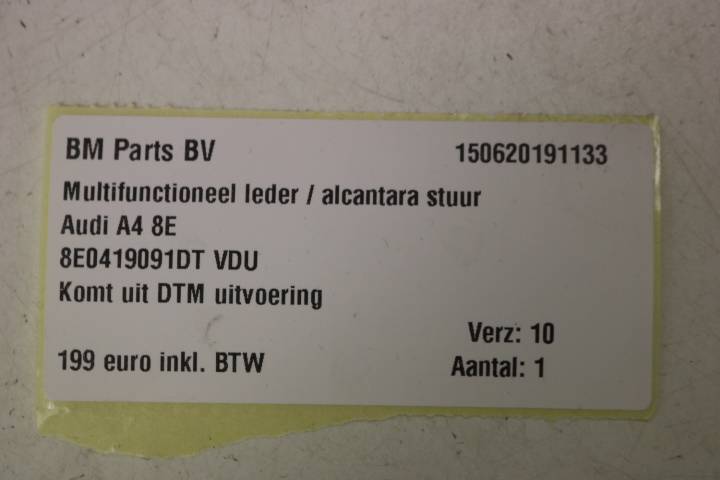 BM Parts BV 150620191133
Multifunctioneel leder / alcantara stuur
Audi A4 8E
8E0419091DT VDU
Komt uit DTM uitvoering
Verz: 10
199 euro inkl. BTW Aantal: 1